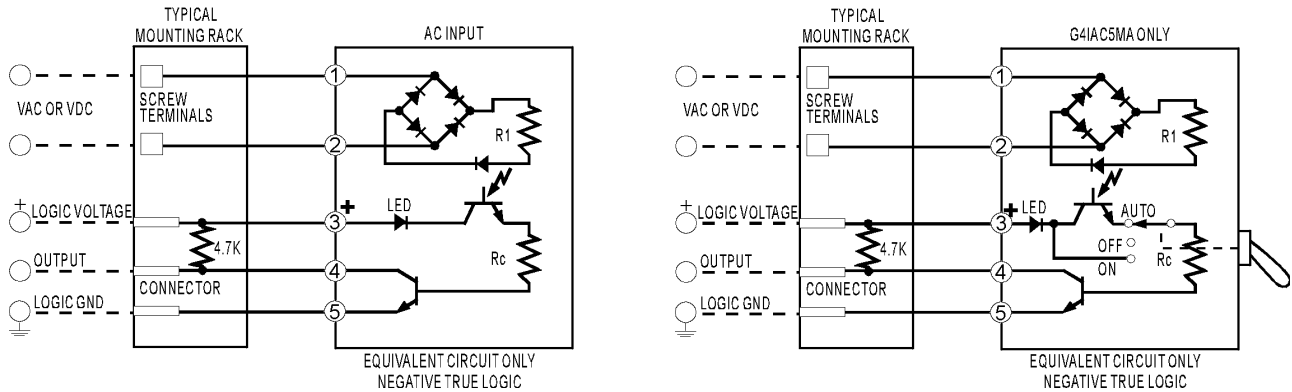 TYPICAL
MOUNTING RACK
AC INPUT
1
SCREW
TERMINALS
VAC OR VDC
R1
2
+
LOGIC VOLTAGE
3
+
LED
4.7K
Rc
OUTPUT
4
CONNECTOR
LOGIC GND
5
EQUIVALENT CIRCUIT ONLY
NEGATIVE TRUE LOGIC
TYPICAL
MOUNTING RACK
G4IAC5MA ONLY
1
SCREW
TERMINALS
VAC OR VDC
R1
2
+
LOGIC VOLTAGE
3
+
LED
AUTO
OFF
ON
4.7K
Rc
OUTPUT
4
CONNECTOR
LOGIC GND
5
EQUIVALENT CIRCUIT ONLY
NEGATIVE TRUE LOGIC